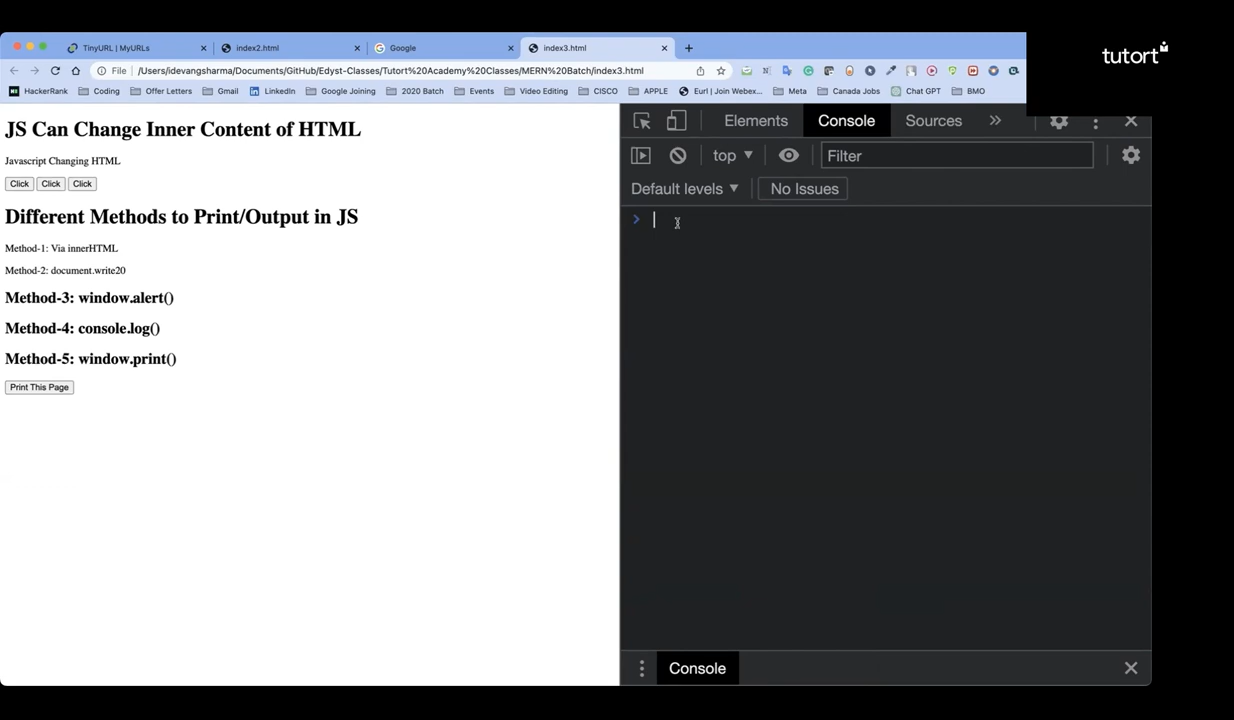 TinyURL | MyURLs
index2.html
Google
index3.html
tutort
File
/Users/idevangsharma/Documents/GitHub/Edyst-Classes/Tutort%20Academy%20Classes/MERN%20Batch/index3.html
HackerRank
Coding
Offer Letters
Gmail
LinkedIn
Google Joining
2020 Batch
Events
Video Editing
CISCO
APPLE
Eurl | Join Webex...
Meta
Canada Jobs
Chat GPT
BMO
JS Can Change Inner Content of HTML
Javascript Changing HTML
Click Click Click
Different Methods to Print/Output in JS
Method-1: Via innerHTML
Method-2: document.write20
Method-3: window.alert()
Method-4: console.log()
Method-5: window.print()
Print This Page
Elements Console Sources
top
Filter
Default levels
No Issues
Console